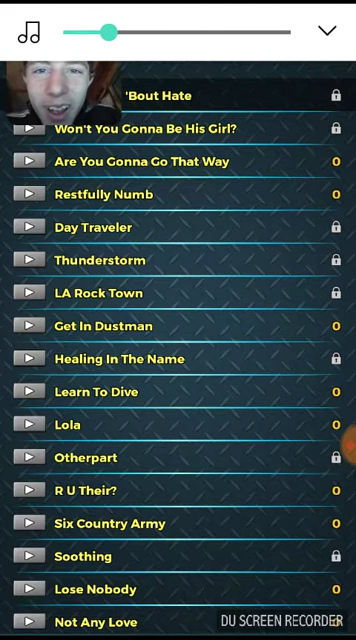 'Bout Hate
Won't You Gonna Be His Girl?
Are You Gonna Go That Way 0
Restfully Numb 0
Day Traveler
Thunderstorm
LA Rock Town
Get In Dustman 0
Healing In The Name
Learn To Dive 0
Lola 0
Otherpart
R U Their? 0
Six Country Army 0
Soothing
Lose Nobody 0
Not Any Love
DU SCREEN RECORDER